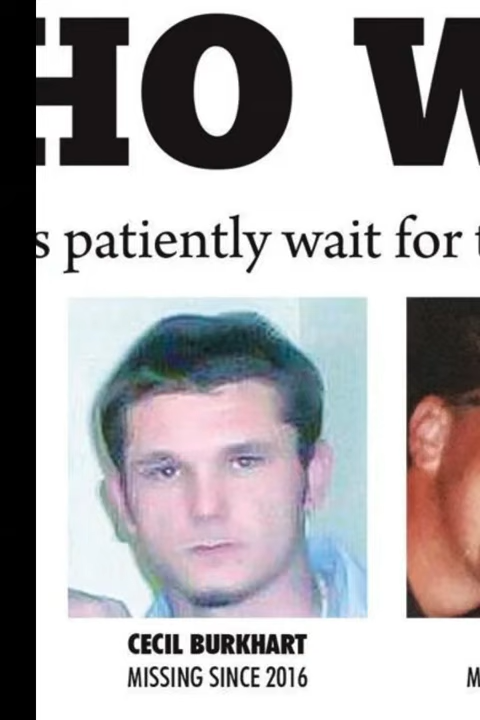 HO W
s patiently wait for t
CECIL BURKHART
MISSING SINCE 2016
M